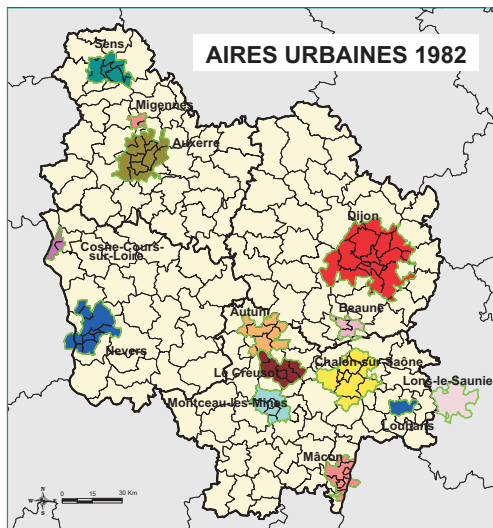 AIRES URBAINES 1982
Sens
Migennes
Auxerre
Dijon
Cosne-Cours-
sur-Loire
Beaune
Autun
Nevers
Le Creusot
Chalon-sur-Saône
Lons-le-Saunie
Montceau-les-Mines
Louhans
Mâcon
0 15 30 Km